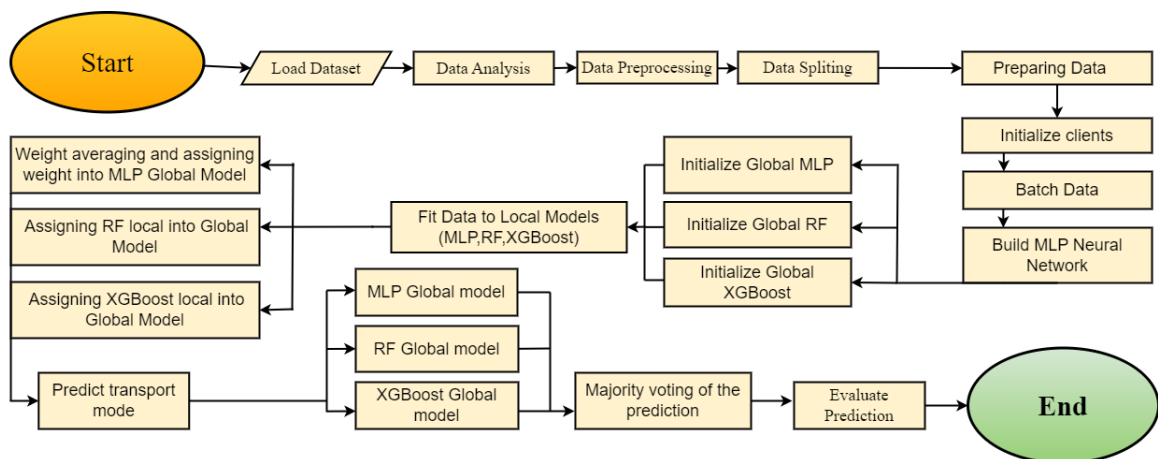 Start
Load Dataset
Data Analysis
Data Preprocessing
Data Spliting
Preparing Data
Initialize clients
Batch Data
Build MLP Neural
Network
Initialize Global MLP
Initialize Global RF
Initialize Global
XGBoost
Fit Data to Local Models
(MLP,RF,XGBoost)
Weight averaging and assigning
weight into MLP Global Model
Assigning RF local into Global
Model
Assigning XGBoost local into
Global Model
Predict transport
mode
MLP Global model
RF Global model
XGBoost Global
model
Majority voting of the
prediction
Evaluate
Prediction
End